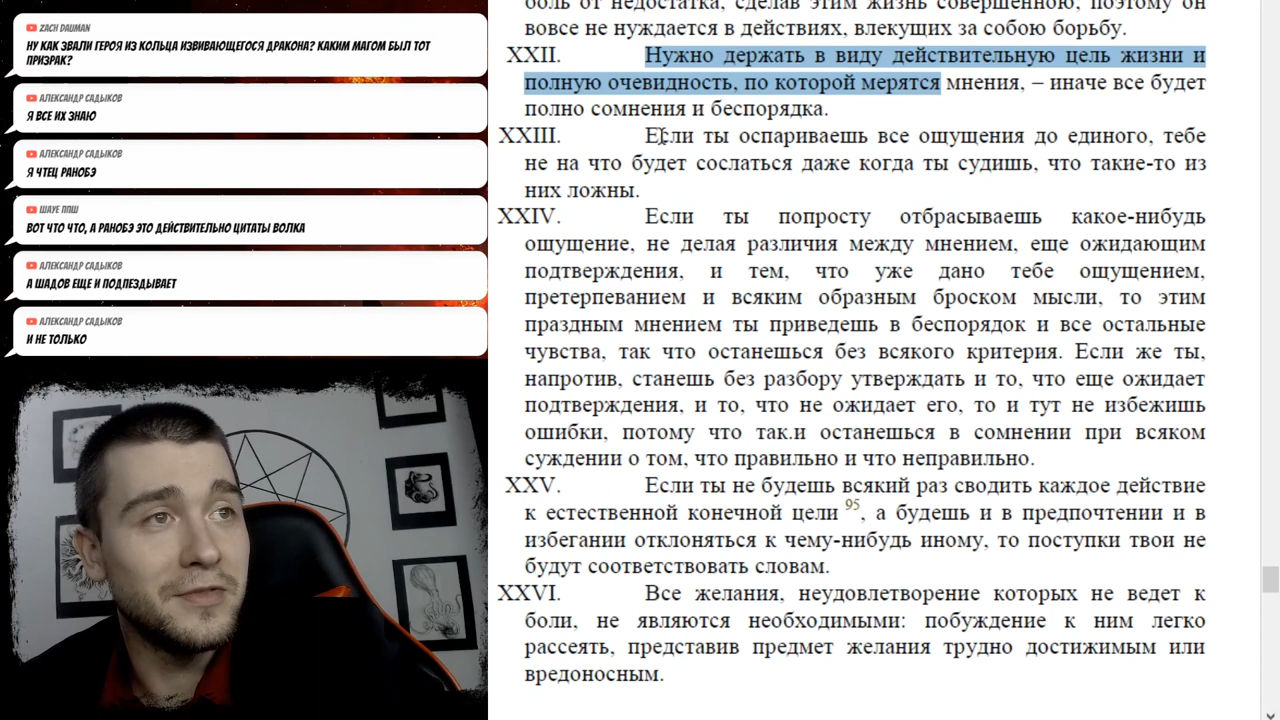 ZACH DAUMAN
НУ КАК ЗВАЛИ ГЕРОЯ ИЗ КОЛЬЦА ИЗВИВАЮЩЕГОСЯ ДРАКОНА? КАКИМ МАГОМ БЫЛ ТОТ
ПРИЗРАК?
АЛЕКСАНДР САДЫКОВ
Я ВСЕ ИХ ЗНАЮ
АЛЕКСАНДР САДЫКОВ
Я ЧТЕЦ РАНОБЭ
ШАУЕ ППШ
ВОТ ЧТО ЧТО, А РАНОБЭ ЭТО ДЕЙСТВИТЕЛЬНО ЦИТАТЫ ВОЛКА
АЛЕКСАНДР САДЫКОВ
А ШАДОВ ЕЩЕ И ПОДПЕЗДЫВАЕТ
АЛЕКСАНДР САДЫКОВ
И НЕ ТОЛЬКО
боль от недостатка, сделав этим жизнь совершенною, поэтому он
вовсе не нуждается в действиях, влекущих за собою борьбу.
XXII. Нужно держать в виду действительную цель жизни и
полную очевидность, по которой мерятся мнения, – иначе все будет
полно сомнения и беспорядка.
XXIII. Если ты оспариваешь все ощущения до единого, тебе
не на что будет сослаться даже когда ты судишь, что такие-то из
них ложны.
XXIV. Если ты попросту отбрасываешь какое-нибудь
ощущение, не делая различия между мнением, еще ожидающим
подтверждения, и тем, что уже дано тебе ощущением,
претерпеванием и всяким образным броском мысли, то этим
праздным мнением ты приведешь в беспорядок и все остальные
чувства, так что останешься без всякого критерия. Если же ты,
напротив, станешь без разбору утверждать и то, что еще ожидает
подтверждения, и то, что не ожидает его, то и тут не избежишь
ошибки, потому что так.и останешься в сомнении при всяком
суждении о том, что правильно и что неправильно.
XXV. Если ты не будешь всякий раз сводить каждое действие
к естественной конечной цели 95, а будешь и в предпочтении и в
избегании отклоняться к чему-нибудь иному, то поступки твои не
будут соответствовать словам.
XXVI. Все желания, неудовлетворение которых не ведет к
боли, не являются необходимыми: побуждение к ним легко
рассеять, представив предмет желания трудно достижимым или
вредоносным.